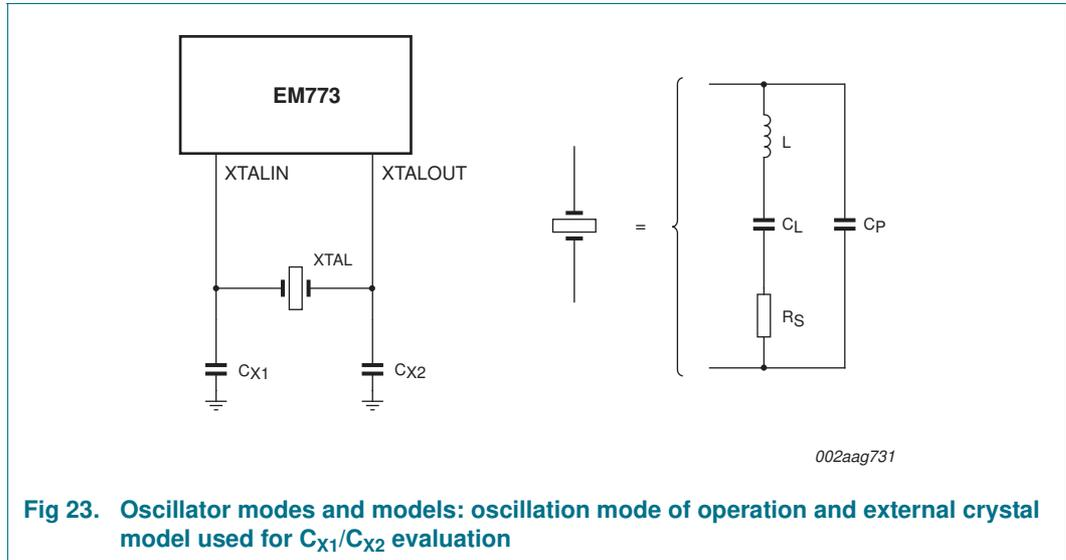 EM773
XTALIN
XTALOUT
XTAL
CX1
CX2
=
L
CL
CP
RS
002aag731
Fig 23. Oscillator modes and models: oscillation mode of operation and external crystal
model used for CX1/CX2 evaluation